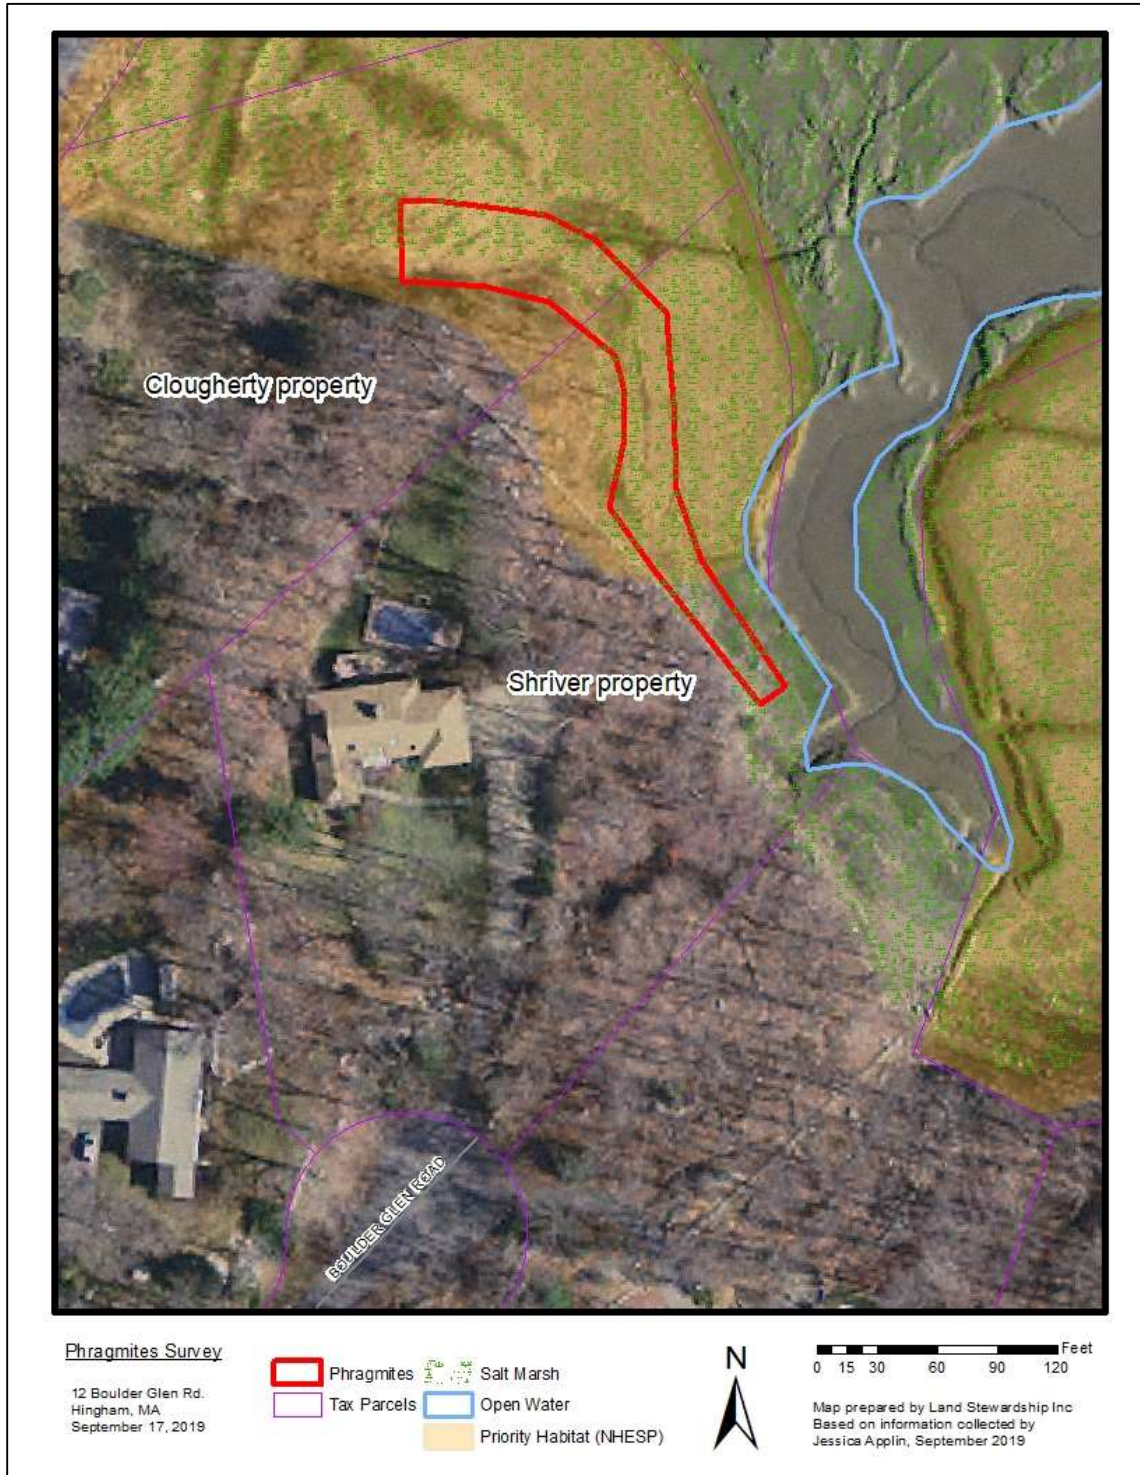 Clougherty property
Shriver property
BOULDER GLEN ROAD
Phragmites Survey
12 Boulder Glen Rd.
Hingham, MA
September 17, 2019
Phragmites
Salt Marsh
Tax Parcels
Open Water
Priority Habitat (NHESP)
N
Feet
0 15 30 60 90 120
Map prepared by Land Stewardship Inc
Based on information collected by
Jessica Applin, September 2019